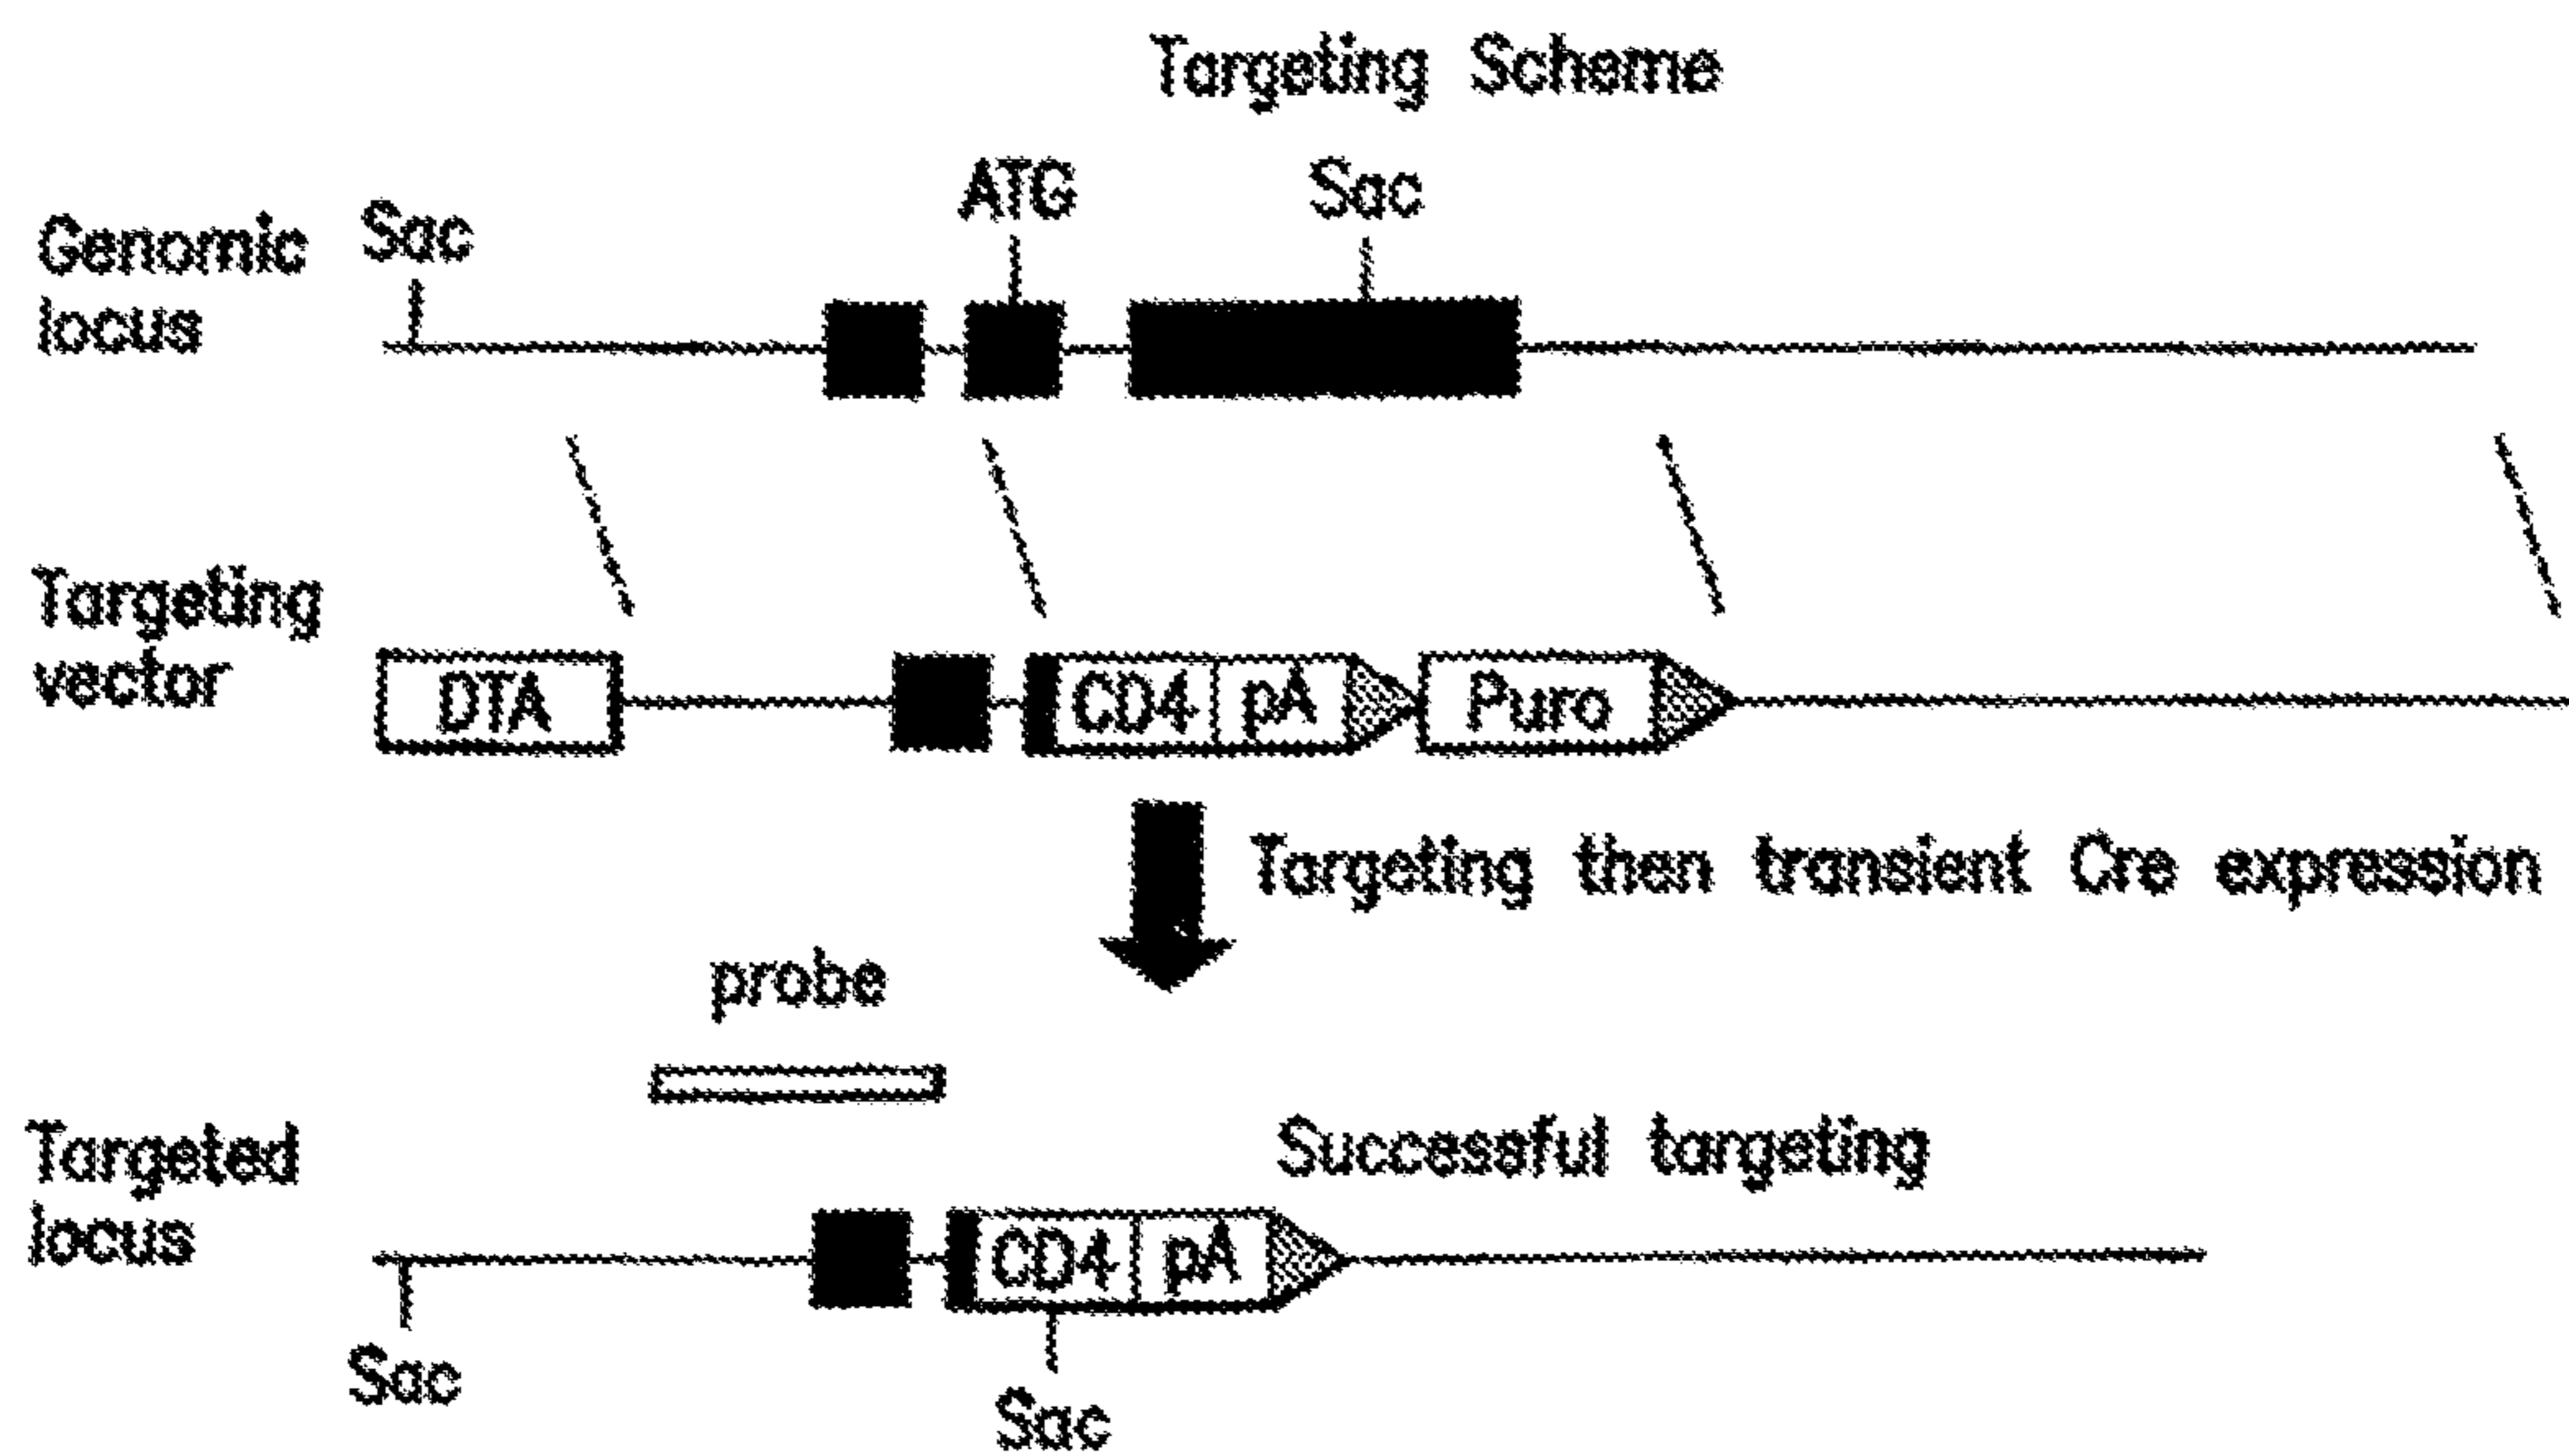 Targeting Scheme
ATG
Sac
Genomic Sac
locus
Targeting
vector
DTA
CD4 pA
Puro
Targeting then transient Cre expression
probe
Targeted
locus
Successful targeting
CD4 pA
Sac
Sac